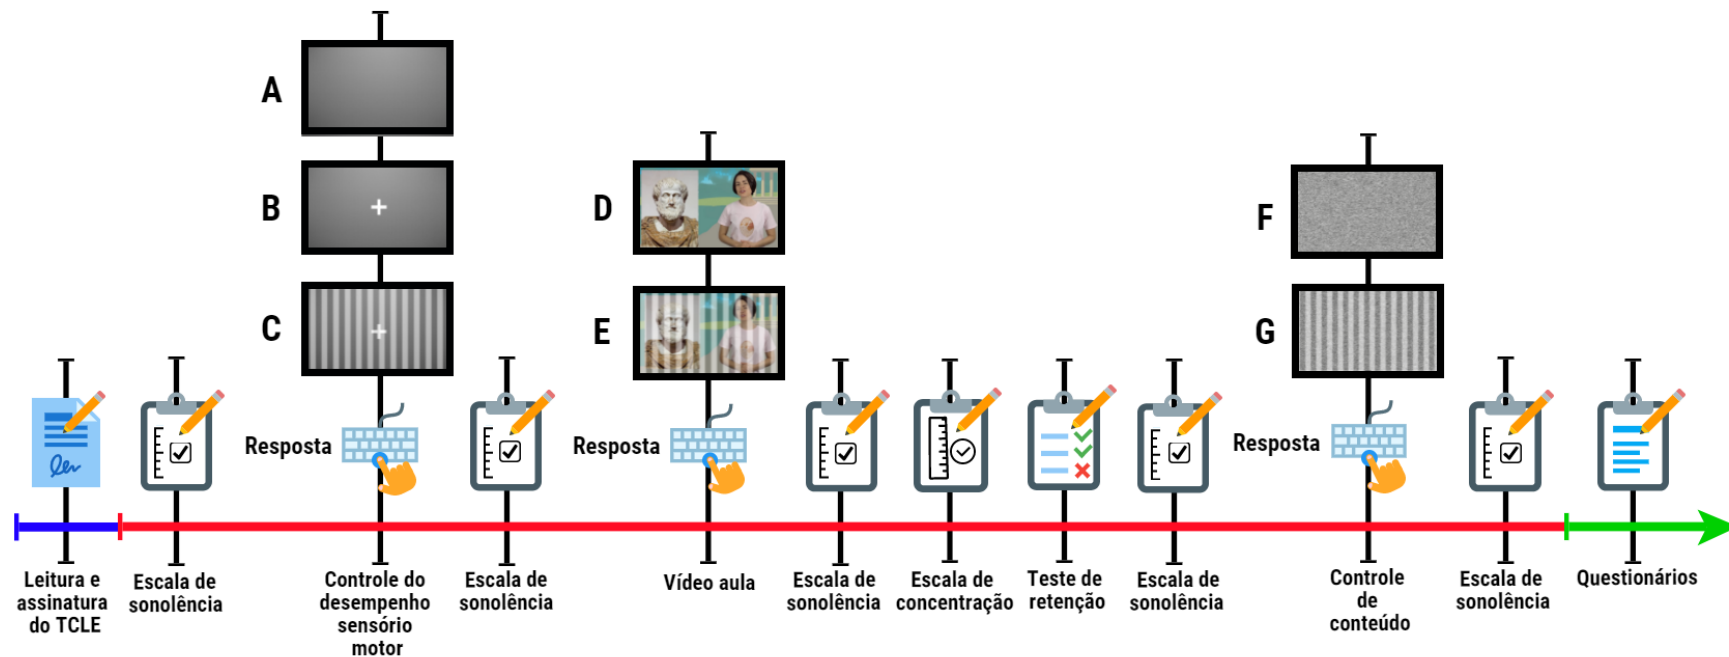 A
B
C
D
E
F
G
Resposta
Resposta
Resposta
Leitura e
assinatura
do TCLE
Escala de
sonolência
Controle do
desempenho
sensório
motor
Escala de
sonolência
Vídeo aula
Escala de
sonolência
Escala de
concentração
Teste de
retenção
Escala de
sonolência
Controle
de
conteúdo
Escala de
sonolência
Questionários